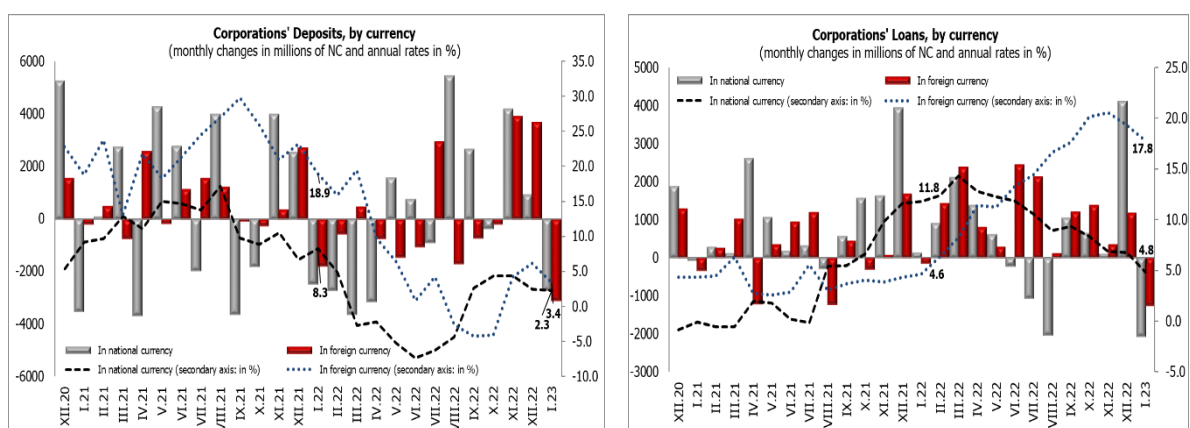 Corporations' Deposits, by currency
(monthly changes in millions of NC and annual rates in %)
6000
4000
2000
0
-2000
-4000
-6000
35.0
30.0
25.0
20.0
15.0
10.0
5.0
0.0
-5.0
-10.0
18.9
8.3
3.4
2.3
In national currency
In foreign currency
In national currency (secondary axis: in %)
In foreign currency (secondary axis: in %)
XII.20
I.21
II.21
III.21
IV.21
V.21
VI.21
VII.21
VIII.21
IX.21
X.21
XI.21
XII.21
I.22
II.22
III.22
IV.22
V.22
VI.22
VII.22
VIII.22
IX.22
X.22
XI.22
XII.22
I.23
Corporations' Loans, by currency
(monthly changes in millions of NC and annual rates in %)
In national currency
In foreign currency
In national currency (secondary axis: in %)
In foreign currency (secondary axis: in %)
5000
4000
3000
2000
1000
0
-1000
-2000
-3000
25.0
20.0
15.0
10.0
5.0
0.0
-5.0
11.8
4.6
17.8
4.8
XII.20
I.21
II.21
III.21
IV.21
V.21
VI.21
VII.21
VIII.21
IX.21
X.21
XI.21
XII.21
I.22
II.22
III.22
IV.22
V.22
VI.22
VII.22
VIII.22
IX.22
X.22
XI.22
XII.22
I.23